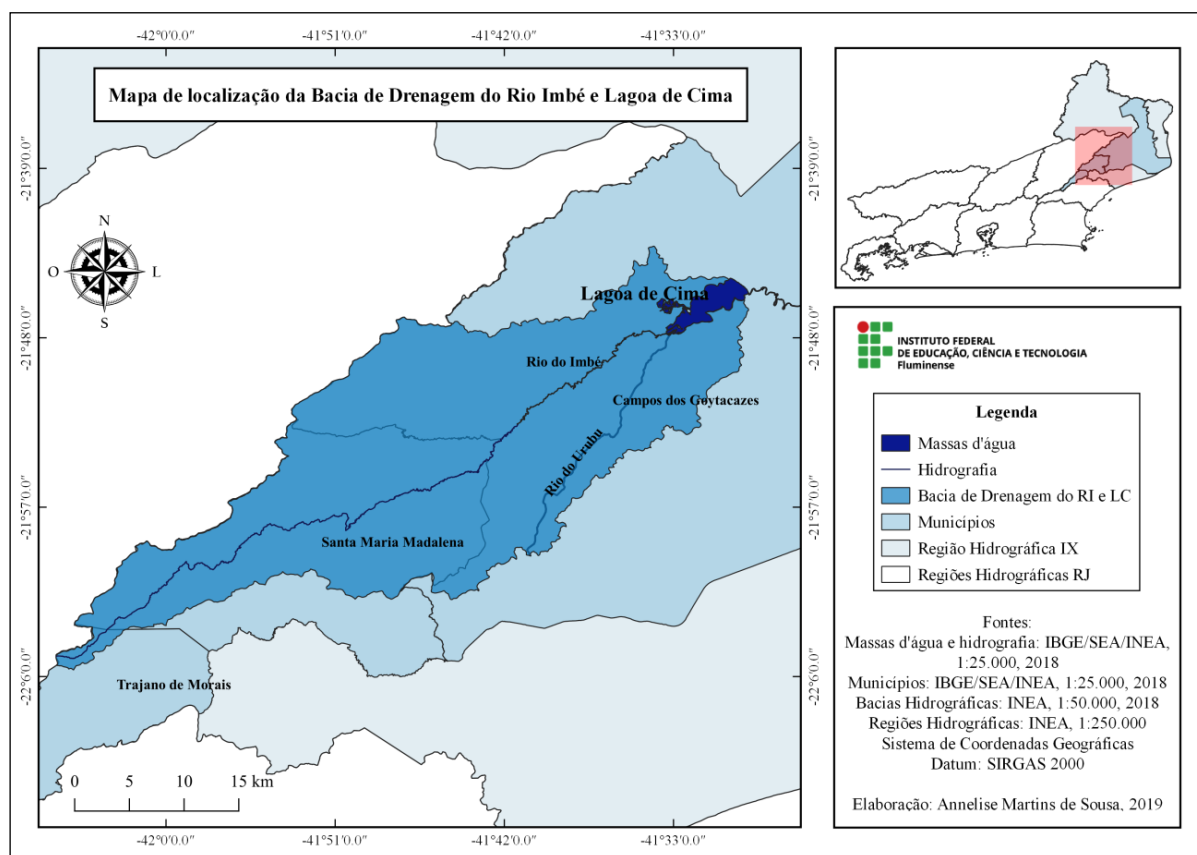 -42°0'0.0"
-41°51'0.0"
-41°42'0.0"
-41°33'0.0"
Mapa de localização da Bacia de Drenagem do Rio Imbé e Lagoa de Cima
-21°39'0.0"
-21°39'0.0"
N
O
L
S
Lagoa de Cima
-21°48'0.0"
-21°48'0.0"
Rio do Imbé
Campos dos Goytacazes
Rio do Urubu
-21°57'0.0"
-21°57'0.0"
Santa Maria Madalena
-22°6'0.0"
-22°6'0.0"
Trajano de Morais
0 5 10 15 km
-42°0'0.0"
-41°51'0.0"
-41°42'0.0"
-41°33'0.0"
INSTITUTO FEDERAL
DE EDUCAÇÃO, CIÊNCIA E TECNOLOGIA
Fluminense
Legenda
Massas d'água
Hidrografia
Bacia de Drenagem do RI e LC
Municípios
Região Hidrográfica IX
Regiões Hidrográficas RJ
Fontes:
Massas d'água e hidrografia: IBGE/SEA/INEA,
1:25.000, 2018
Municípios: IBGE/SEA/INEA, 1:25.000, 2018
Bacias Hidrográficas: INEA, 1:50.000, 2018
Regiões Hidrográficas: INEA, 1:250.000
Sistema de Coordenadas Geográficas
Datum: SIRGAS 2000
Elaboração: Annelise Martins de Sousa, 2019